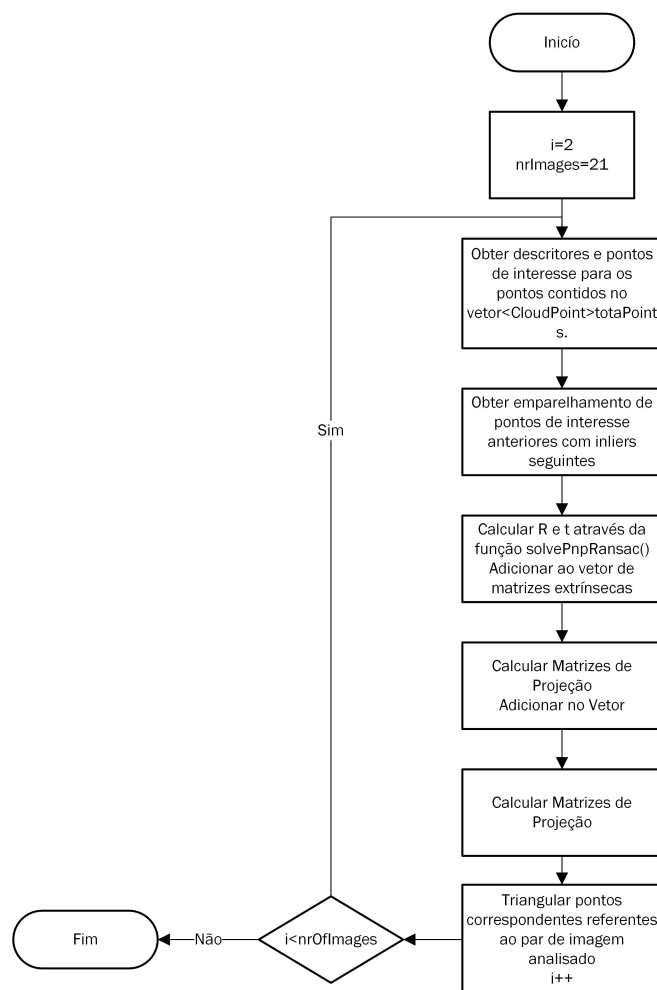 Inicío
i=2
nrImages=21
Obter descritores e pontos
de interesse para os
pontos contidos no
vetor<CloudPoint>totaPoint
s.
Obter emparelhamento de
pontos de interesse
anteriores com inliers
seguintes
Sim
Calcular R e t através da
função solvePnpRansac()
Adicionar ao vetor de
matrizes extrínsecas
Calcular Matrizes de
Projeção
Adicionar no Vetor
Calcular Matrizes de
Projeção
Triangular pontos
correspondentes referentes
ao par de imagem
analisado
i++
i<nrOfImages
Não
Fim